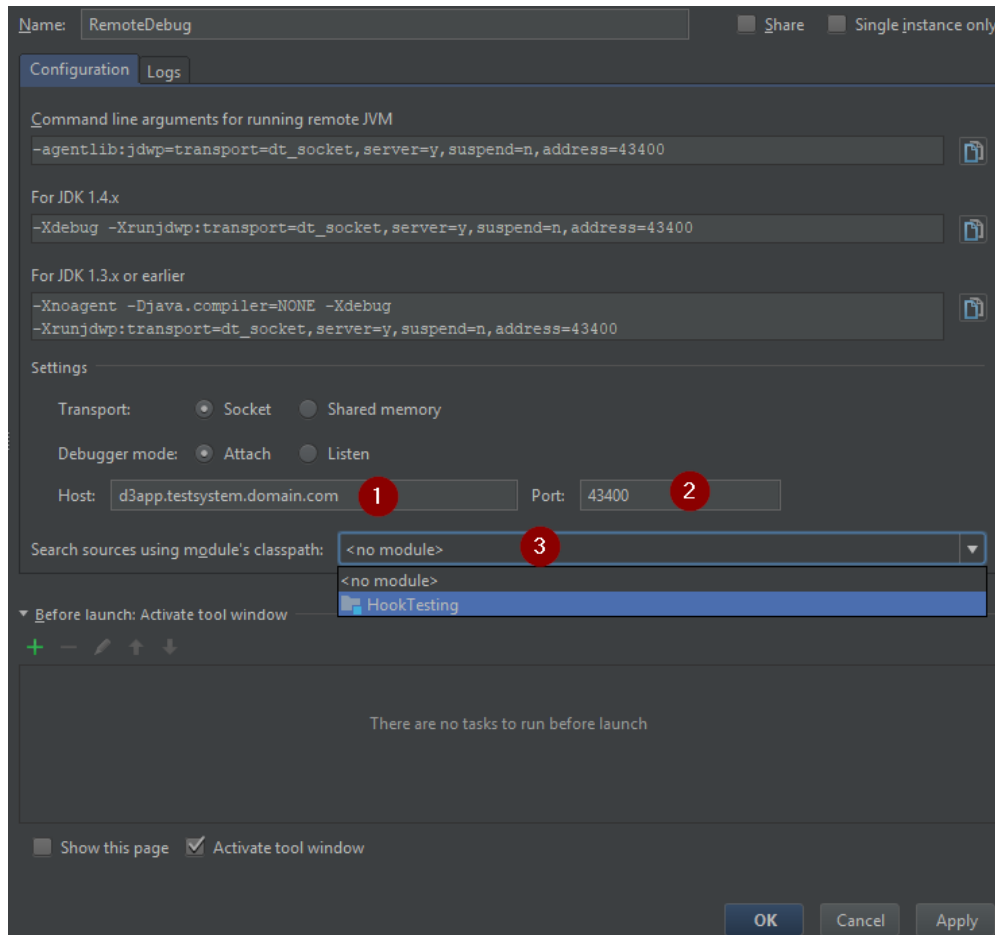 Name: RemoteDebug Share Single instance only
Configuration Logs
Command line arguments for running remote JVM
-agentlib:jdwp=transport=dt_socket,server=y,suspend=n,address=43400
For JDK 1.4.x
-Xdebug -Xrunjdwp:transport=dt_socket,server=y,suspend=n,address=43400
For JDK 1.3.x or earlier
-Xnoagent -Djava.compiler=NONE -Xdebug
-Xrunjdwp:transport=dt_socket,server=y,suspend=n,address=43400
Settings
Transport: Socket Shared memory
Debugger mode: Attach Listen
Host: d3app.testsystem.domain.com 1 Port: 43400 2
Search sources using module's classpath: <no module> 3
<no module>
HookTesting
Before launch: Activate tool window
There are no tasks to run before launch
Show this page Activate tool window
OK Cancel Apply